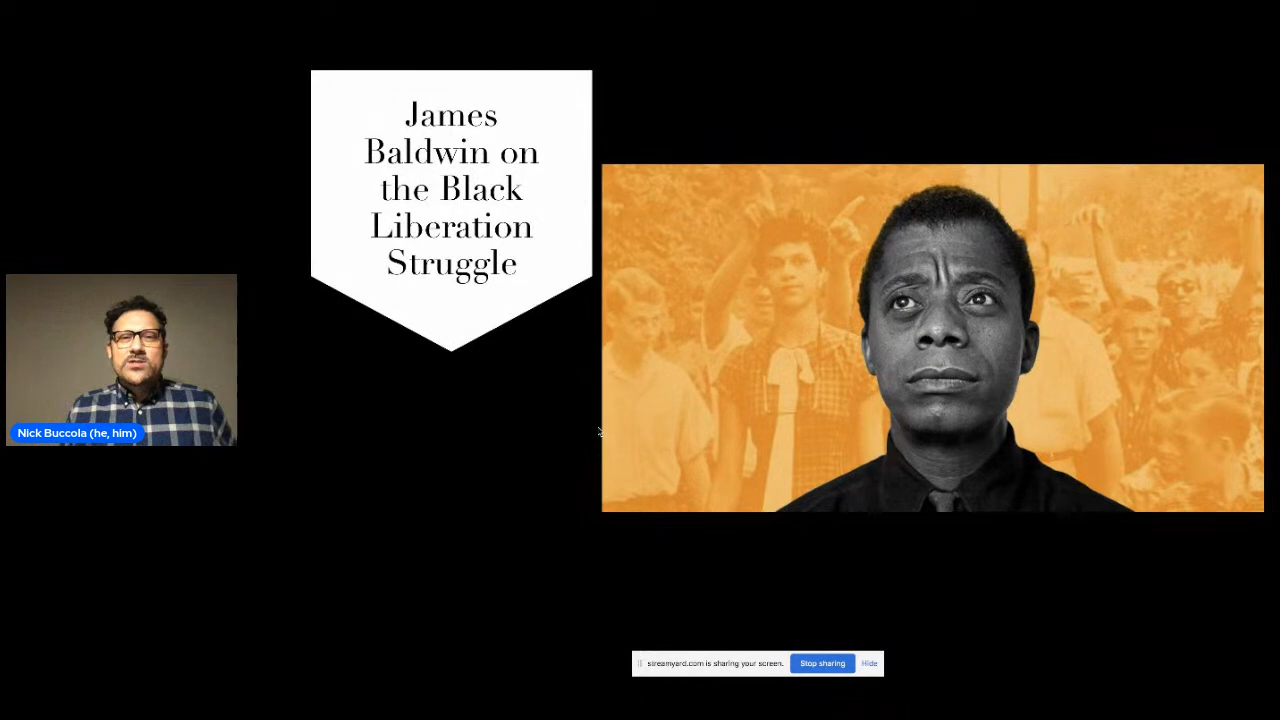 James
Baldwin on
the Black
Liberation
Struggle
Nick Buccola (he, him)
streamyard.com is sharing your screen.
Stop sharing
Hide